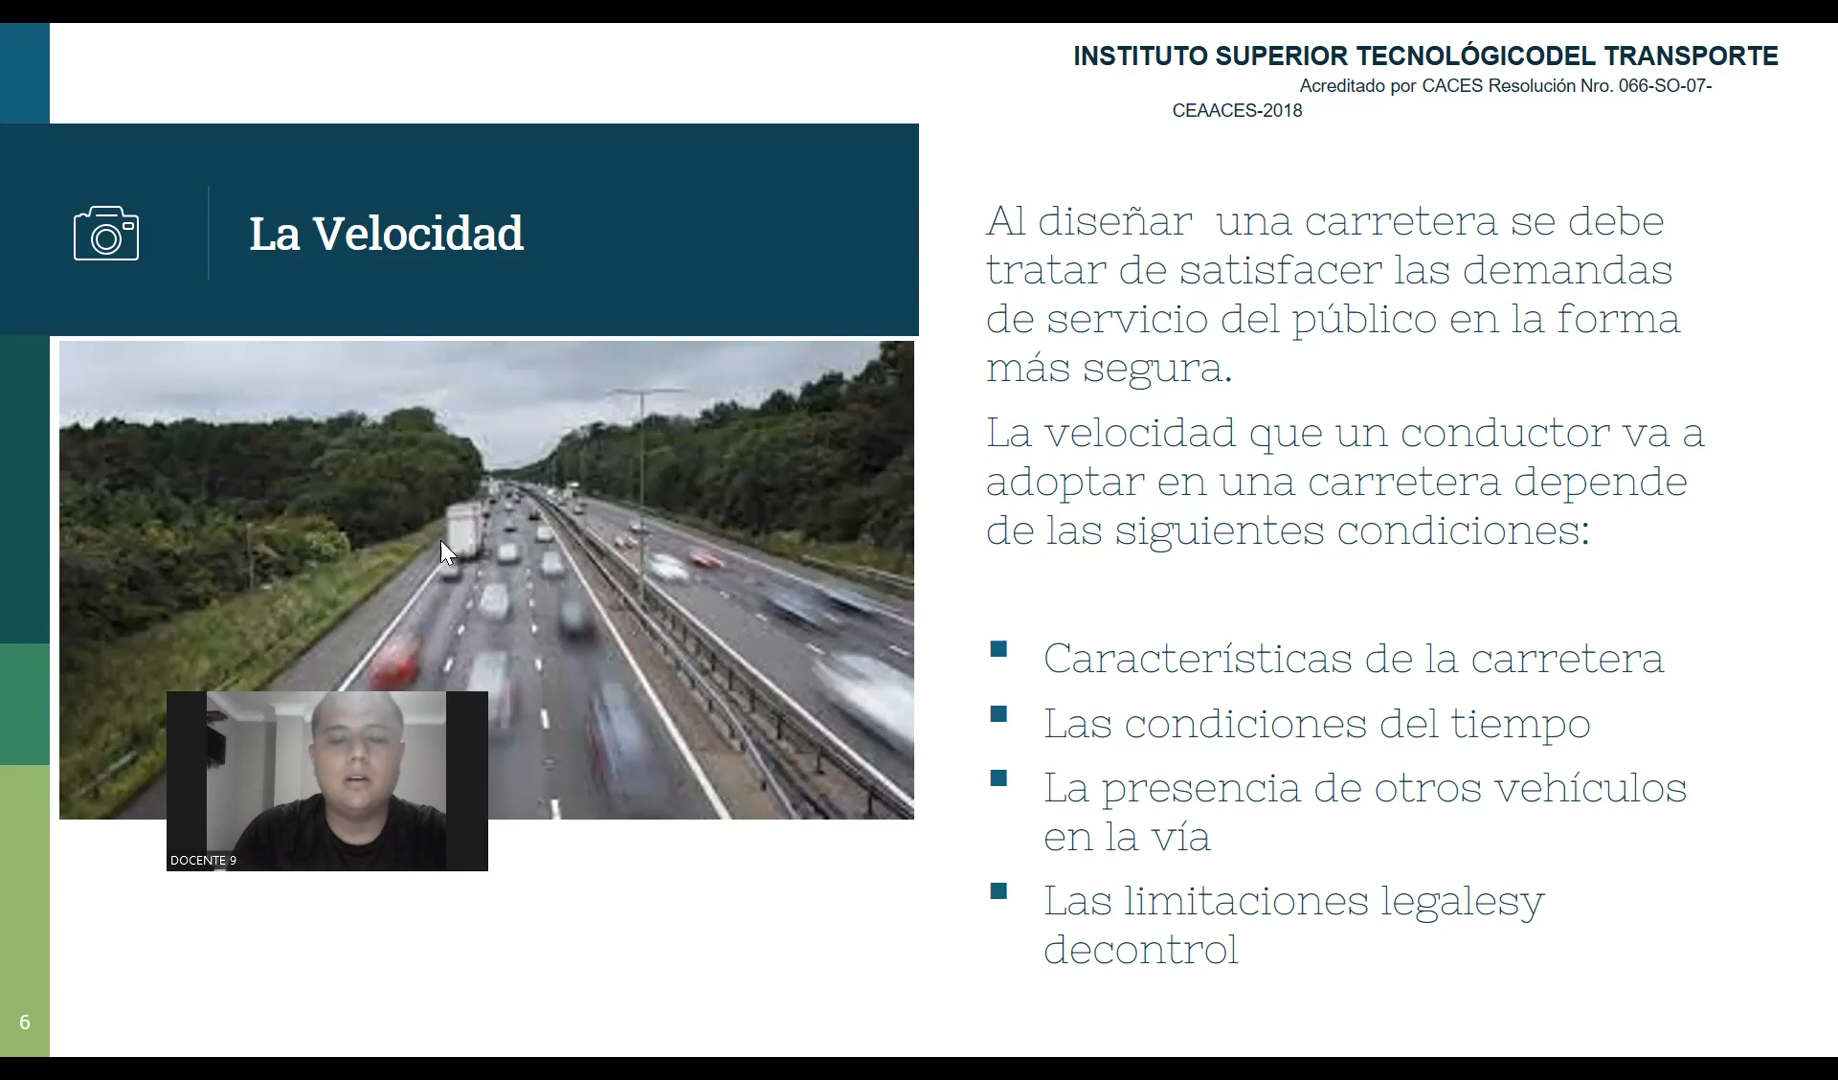 INSTITUTO SUPERIOR TECNOLÓGICODEL TRANSPORTE
Acreditado por CACES Resolución Nro. 066-SO-07-
CEAACES-2018
La Velocidad
Al diseñar  una carretera se debe
tratar de satisfacer las demandas
de servicio del público en la forma
más segura.
La velocidad que un conductor va a
adoptar en una carretera depende
de las siguientes condiciones:
Características de la carretera
Las condiciones del tiempo
La presencia de otros vehículos
en la vía
Las limitaciones legalesy
decontrol
DOCENTE 9
6